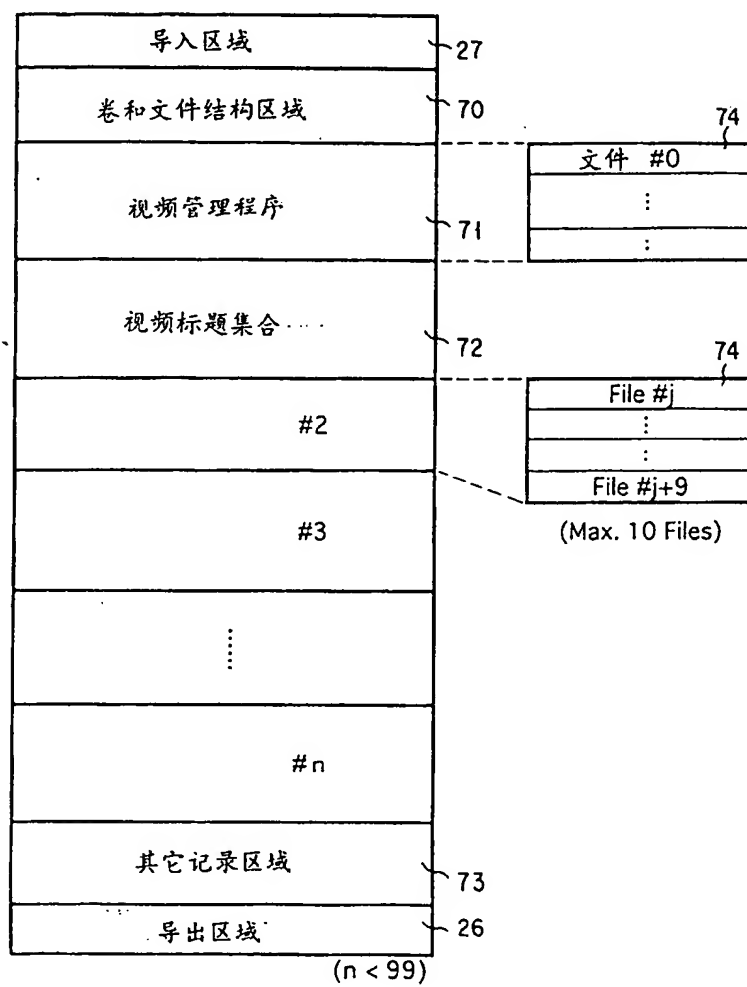 导入区域
27
卷和文件结构区域
70
74
文件 #0
⋮
:
视频管理程序
71
视频标题集合
72
74
File #j
⋮
:
File #j+9
(Max. 10 Files)
#2
#3
⋮
#n
其它记录区域
73
导出区域
26
(n < 99)